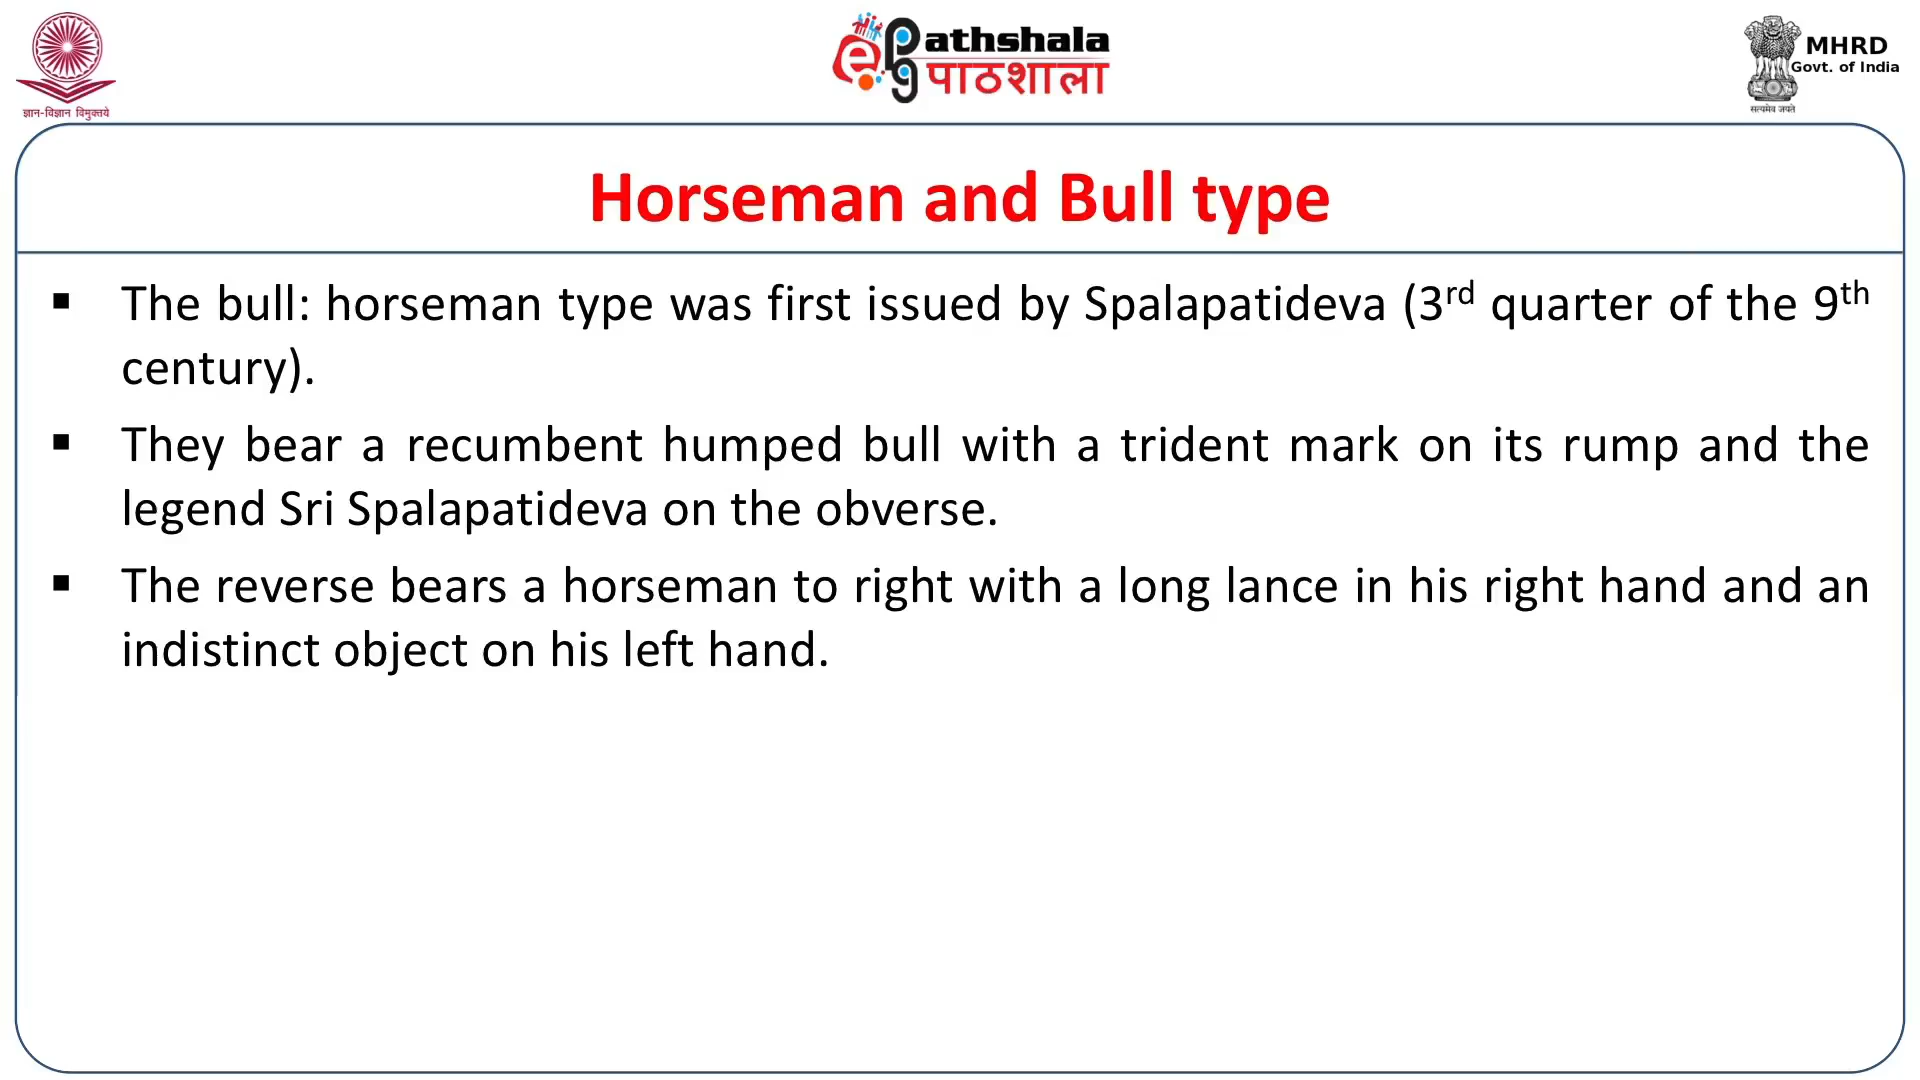 ज्ञान-विज्ञान विमुक्तये
e Pg Pathshala
पाठशाला
MHRD
Govt. of India
सत्यमेव जयते
Horseman and Bull type
▪ The bull: horseman type was first issued by Spalapatideva (3rd quarter of the 9th
century).
▪ They bear a recumbent humped bull with a trident mark on its rump and the
legend Sri Spalapatideva on the obverse.
▪ The reverse bears a horseman to right with a long lance in his right hand and an
indistinct object on his left hand.